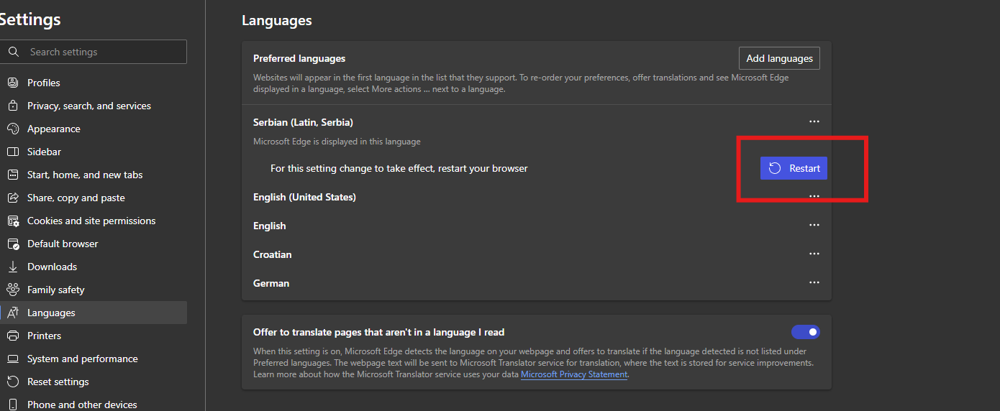 Settings
Search settings
Profiles
Privacy, search, and services
Appearance
Sidebar
Start, home, and new tabs
Share, copy and paste
Cookies and site permissions
Default browser
Downloads
Family safety
Languages
Printers
System and performance
Reset settings
Phone and other devices
Languages
Preferred languages
Add languages
Websites will appear in the first language in the list that they support. To re-order your preferences, offer translations and see Microsoft Edge
displayed in a language, select More actions ... next to a language.
Serbian (Latin, Serbia)
Microsoft Edge is displayed in this language
For this setting change to take effect, restart your browser
Restart
English (United States)
English
Croatian
German
Offer to translate pages that aren't in a language I read
When this setting is on, Microsoft Edge detects the language on your webpage and offers to translate if the language detected is not listed under
Preferred languages. The webpage text will be sent to Microsoft Translator service for translation, where the text is stored for service improvements.
Learn more about how the Microsoft Translator service uses your data Microsoft Privacy Statement.